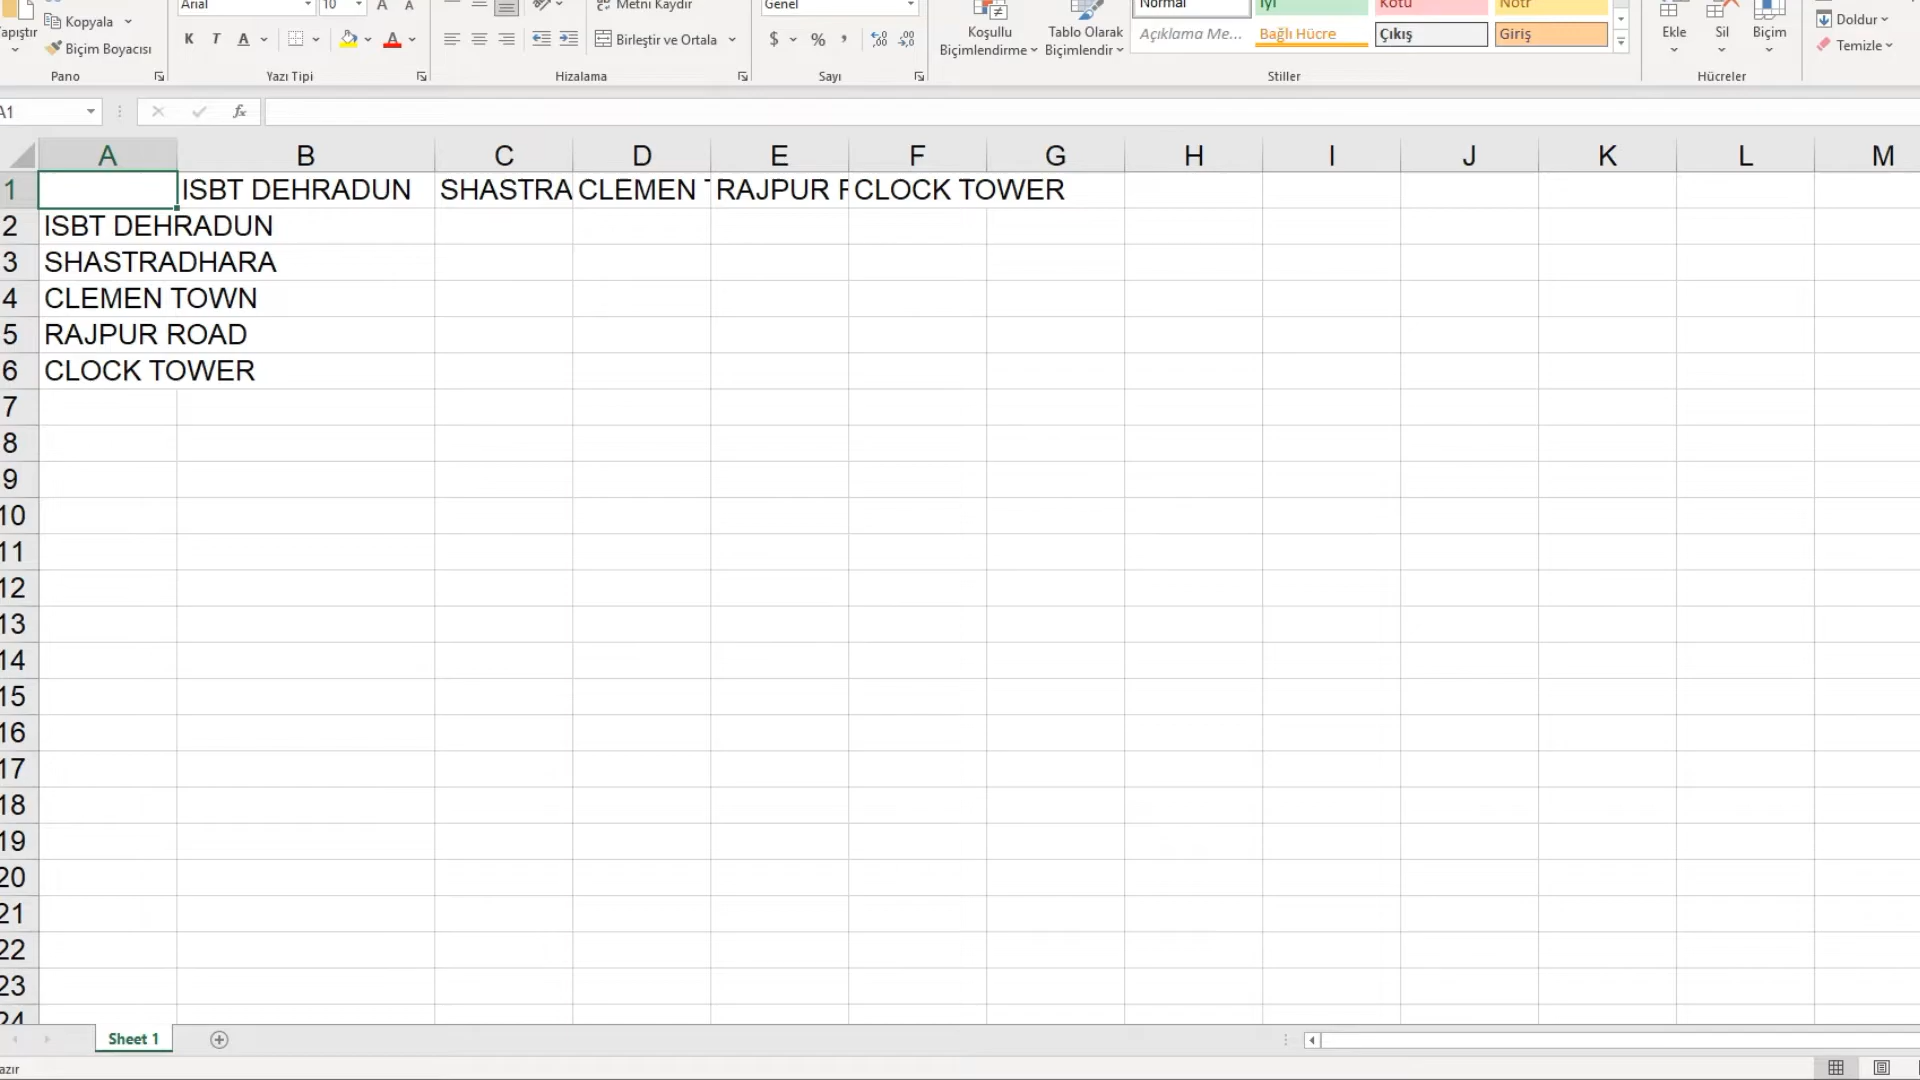 Arial 10 A A Metni Kaydır Genel Normal İyi Kötü Nötr
Kopyala Doldur
Koşullu Tablo Olarak Açıklama Me... Bağlı Hücre Çıkış Giriş Ekle Sil Biçim
K T A A Birleştir ve Ortala $ % Biçimlendirme Biçimlendir Temizle
Biçim Boyacısı
Pano Yazı Tipi Hizalama Sayı Stiller Hücreler
A1 fx
A B C D E F G H I J K L M
1 ISBT DEHRADUN SHASTRA CLEMEN RAJPUR CLOCK TOWER
2 ISBT DEHRADUN
3 SHASTRADHARA
4 CLEMEN TOWN
5 RAJPUR ROAD
6 CLOCK TOWER
7
8
9
10
11
12
13
14
15
16
17
18
19
20
21
22
23
24
Sheet 1